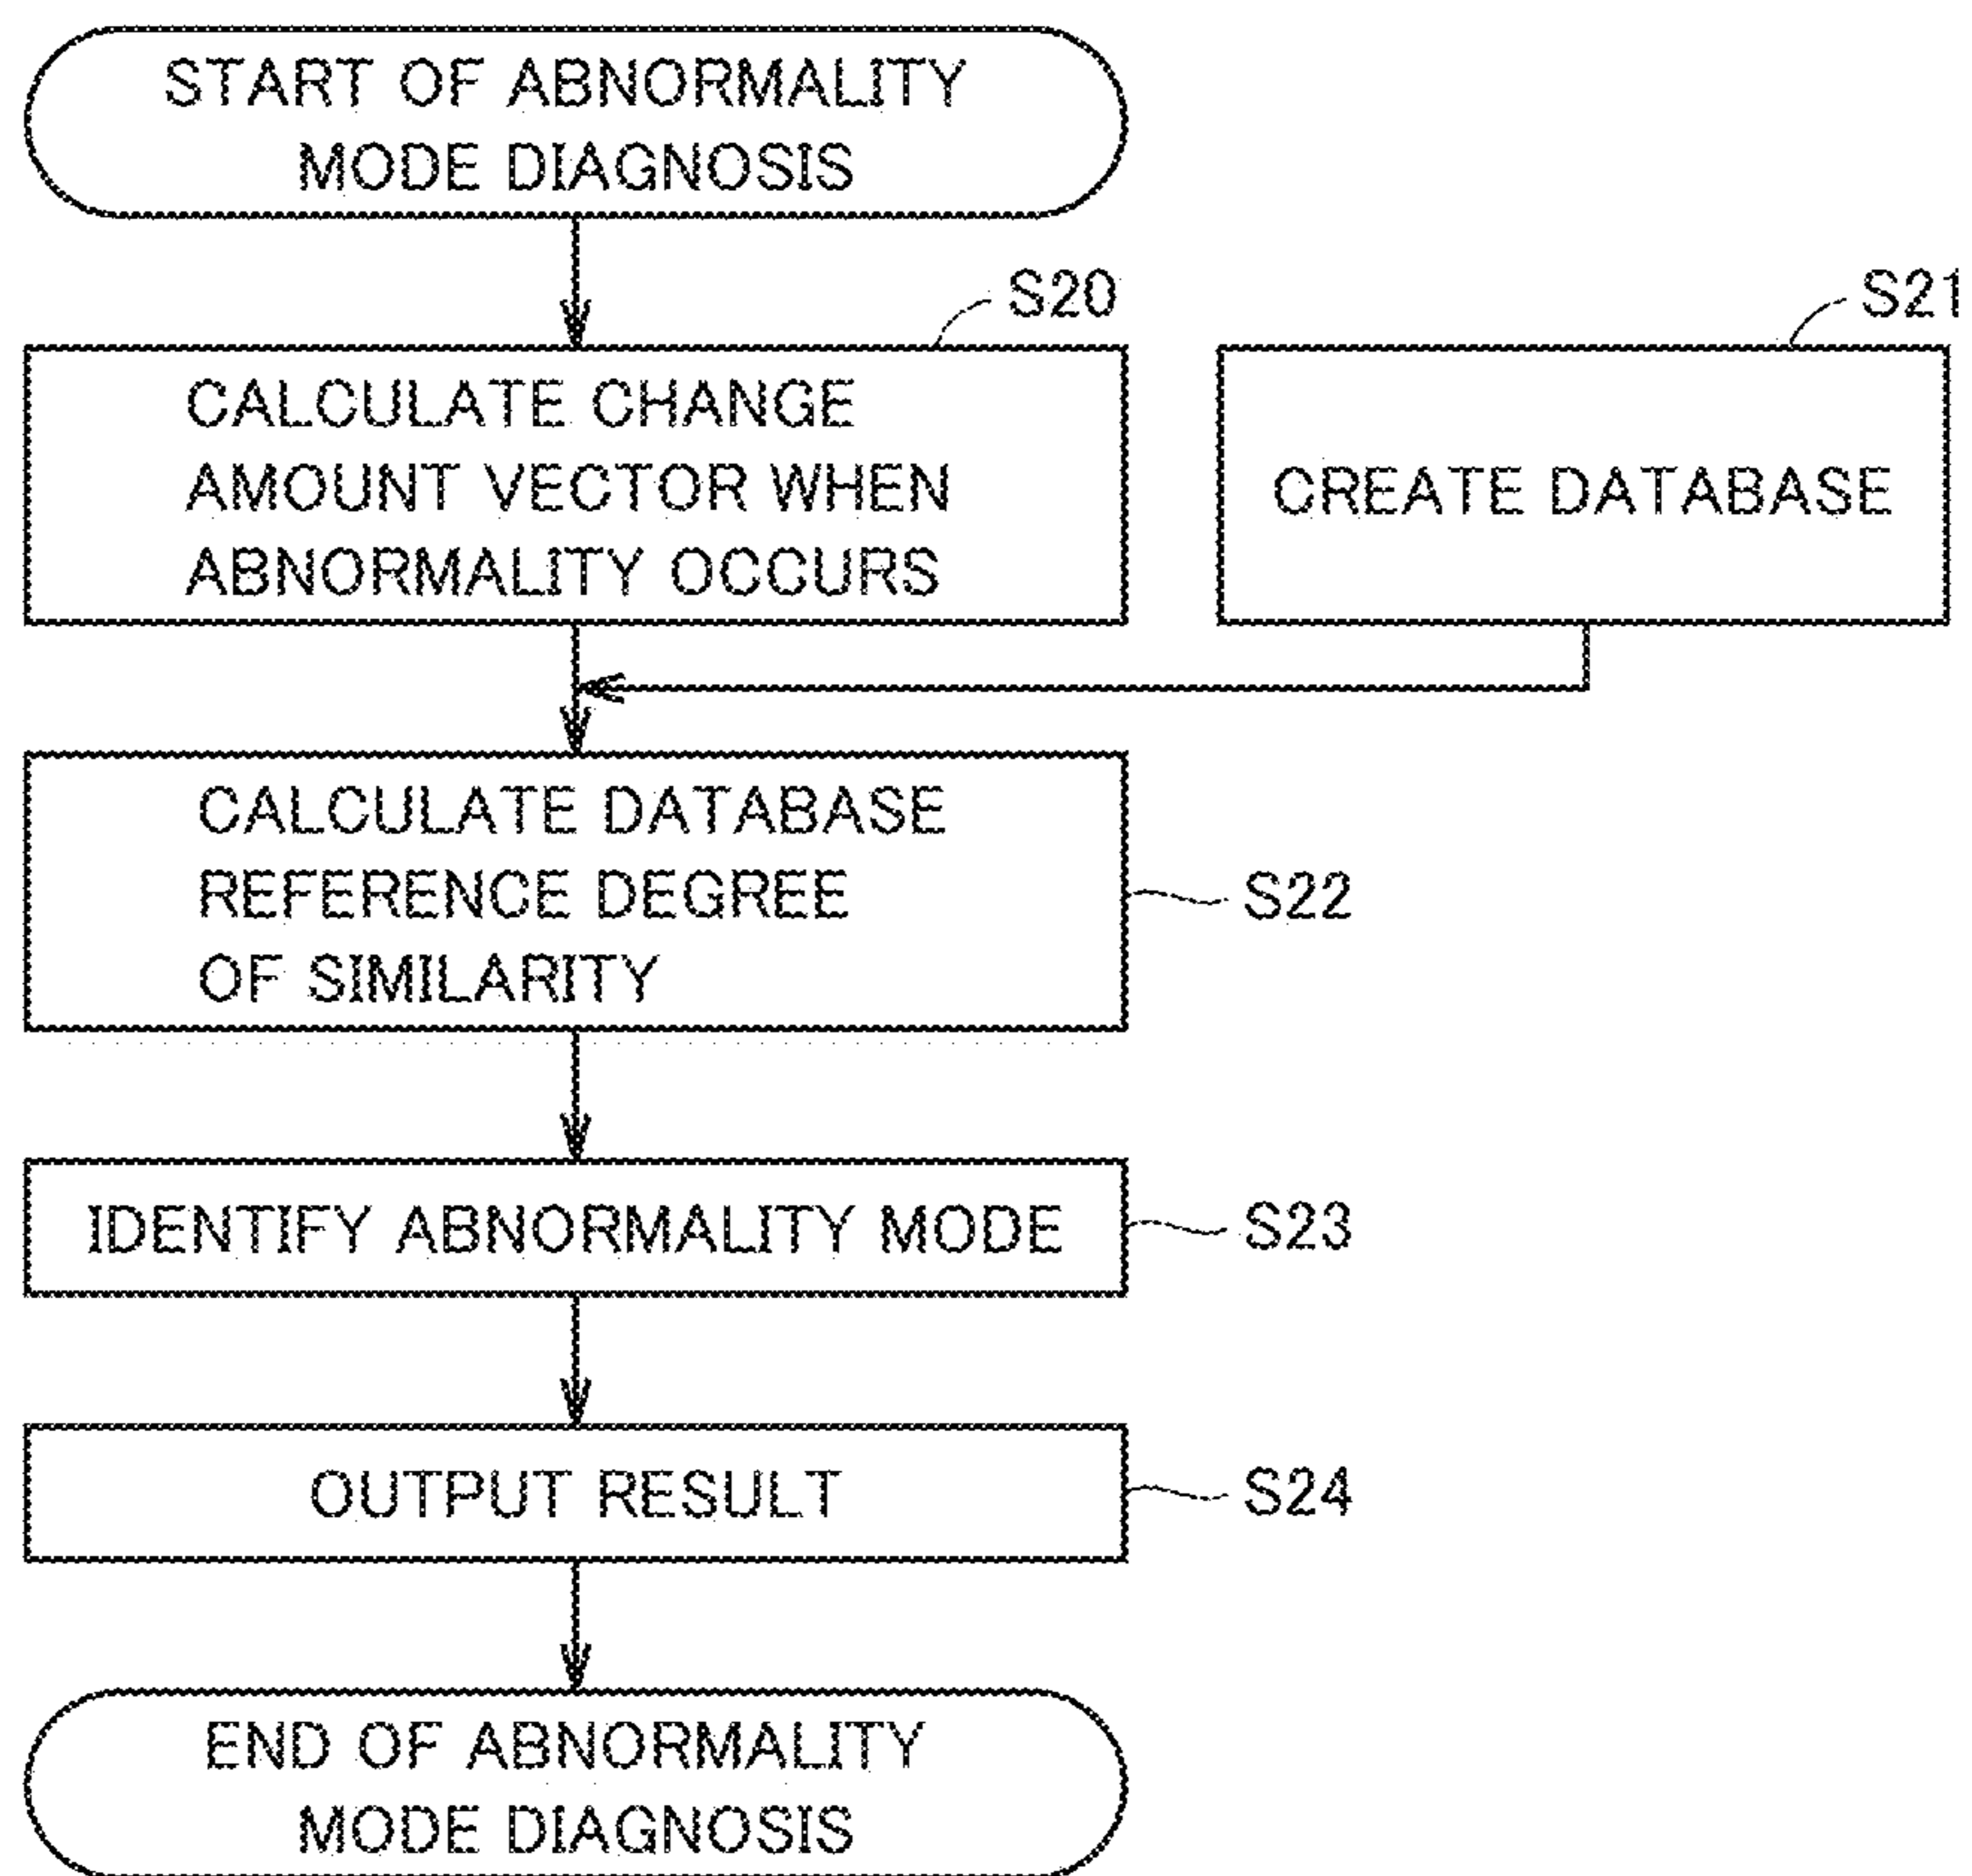 START OF ABNORMALITY
MODE DIAGNOSIS
S20
S21
CALCULATE CHANGE
AMOUNT VECTOR WHEN
ABNORMALITY OCCURS
CREATE DATABASE
CALCULATE DATABASE
REFERENCE DEGREE
OF SIMILARITY
S22
IDENTIFY ABNORMALITY MODE
S23
OUTPUT RESULT
S24
END OF ABNORMALITY
MODE DIAGNOSIS